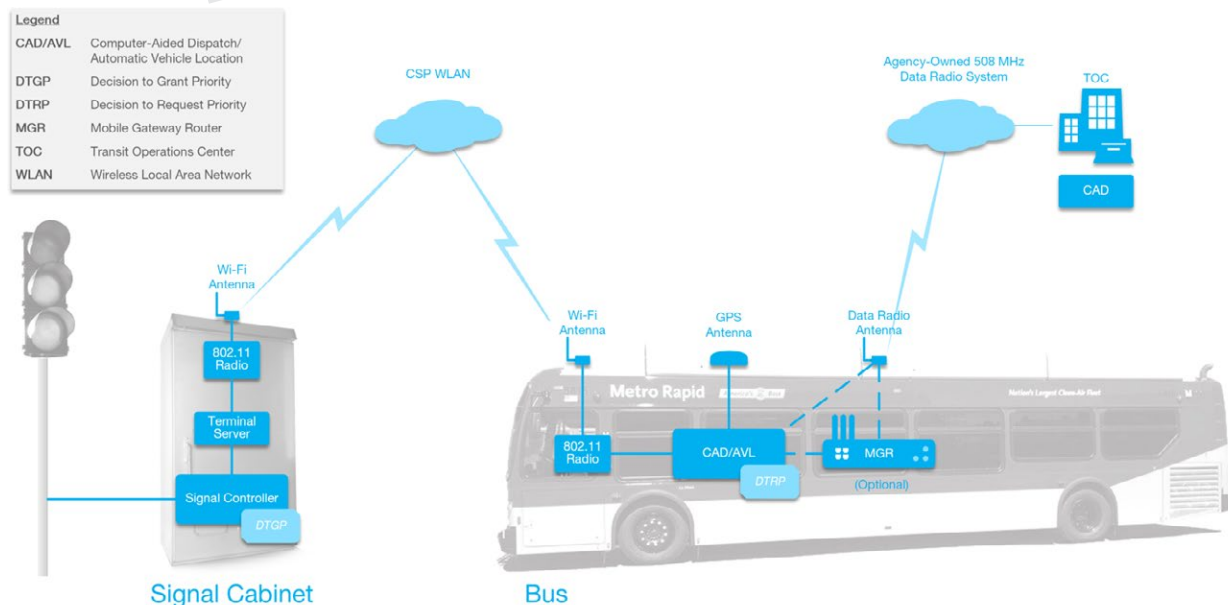 Legend
CAD/AVL Computer-Aided Dispatch/
Automatic Vehicle Location
DTGP Decision to Grant Priority
DTRP Decision to Request Priority
MGR Mobile Gateway Router
TOC Transit Operations Center
WLAN Wireless Local Area Network
CSP WLAN
Agency-Owned 508 MHz
Data Radio System
TOC
CAD
Wi-Fi
Antenna
802.11
Radio
Terminal
Server
Signal Controller
DTGP
Signal Cabinet
Wi-Fi
Antenna
GPS
Antenna
Data Radio
Antenna
Metro Rapid
Nation's Largest Clean Air Fleet
802.11
Radio
CAD/AVL
DTRP
MGR
(Optional)
Bus